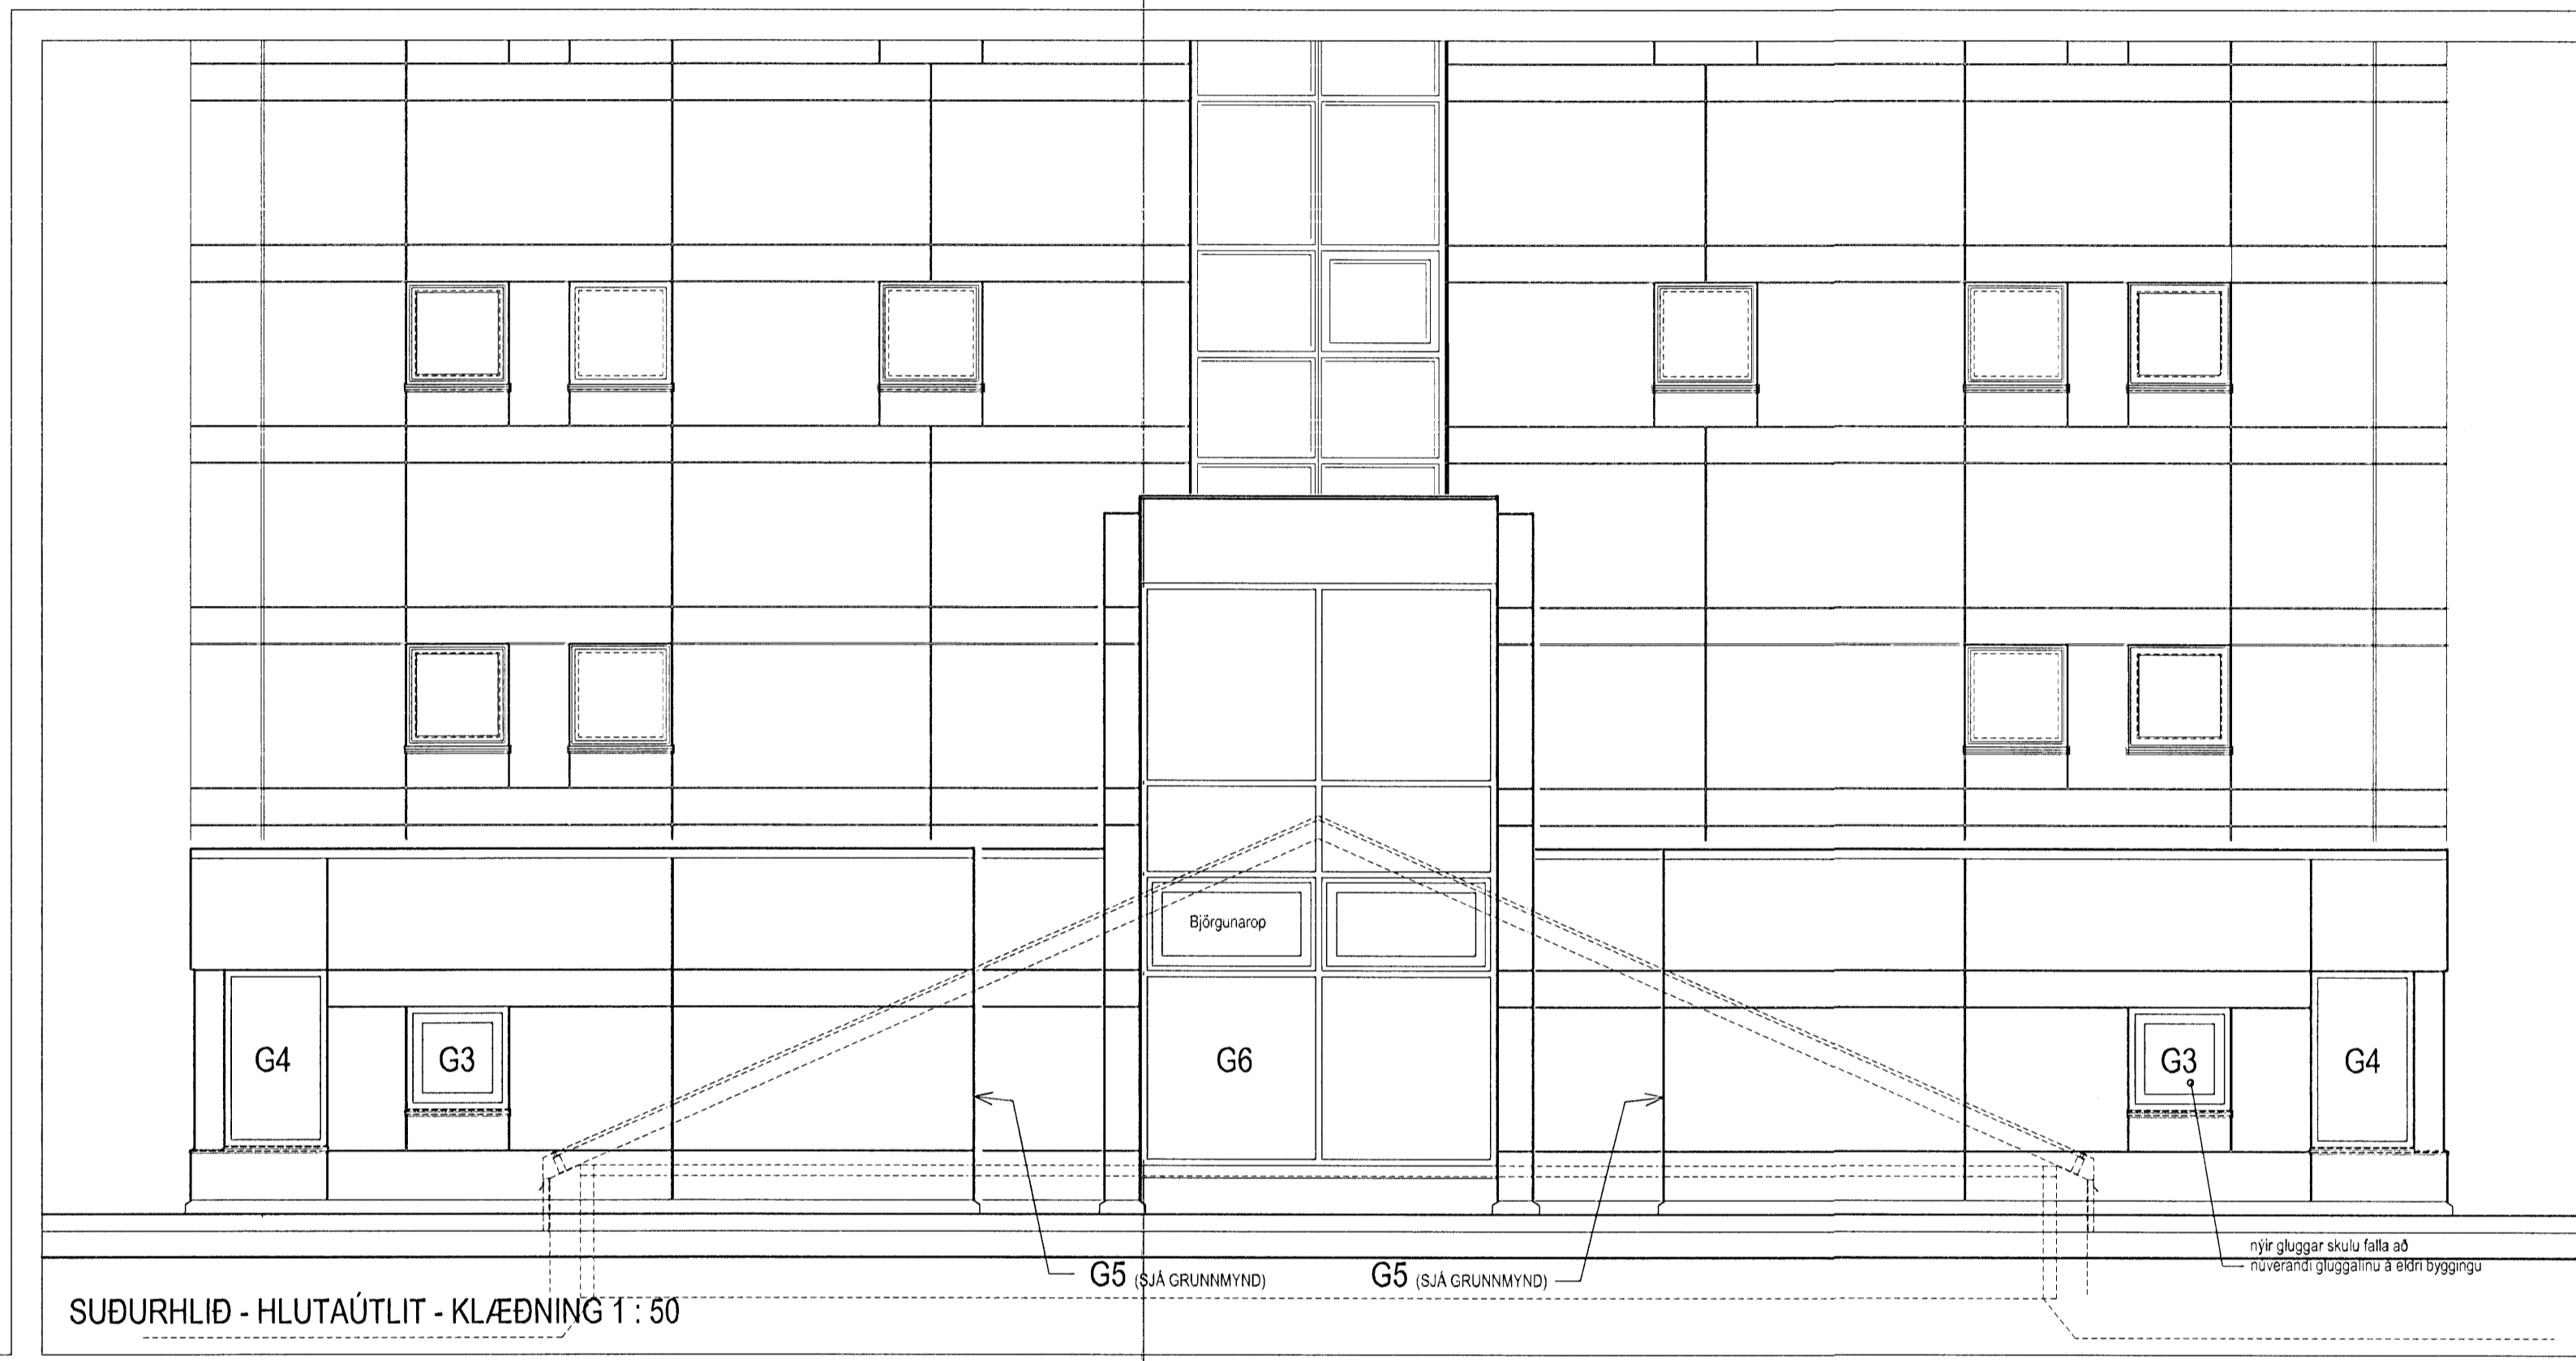 Björgunarop
G4
G3
G6
G3
G4
nýir gluggar skulu falla að
núverandi gluggalínu á eldri byggingu
G5 (SJÁ GRUNNMYND)
G5 (SJÁ GRUNNMYND)
SUÐURHLIÐ - HLUTAÚTLIT - KLÆÐNING 1 : 50